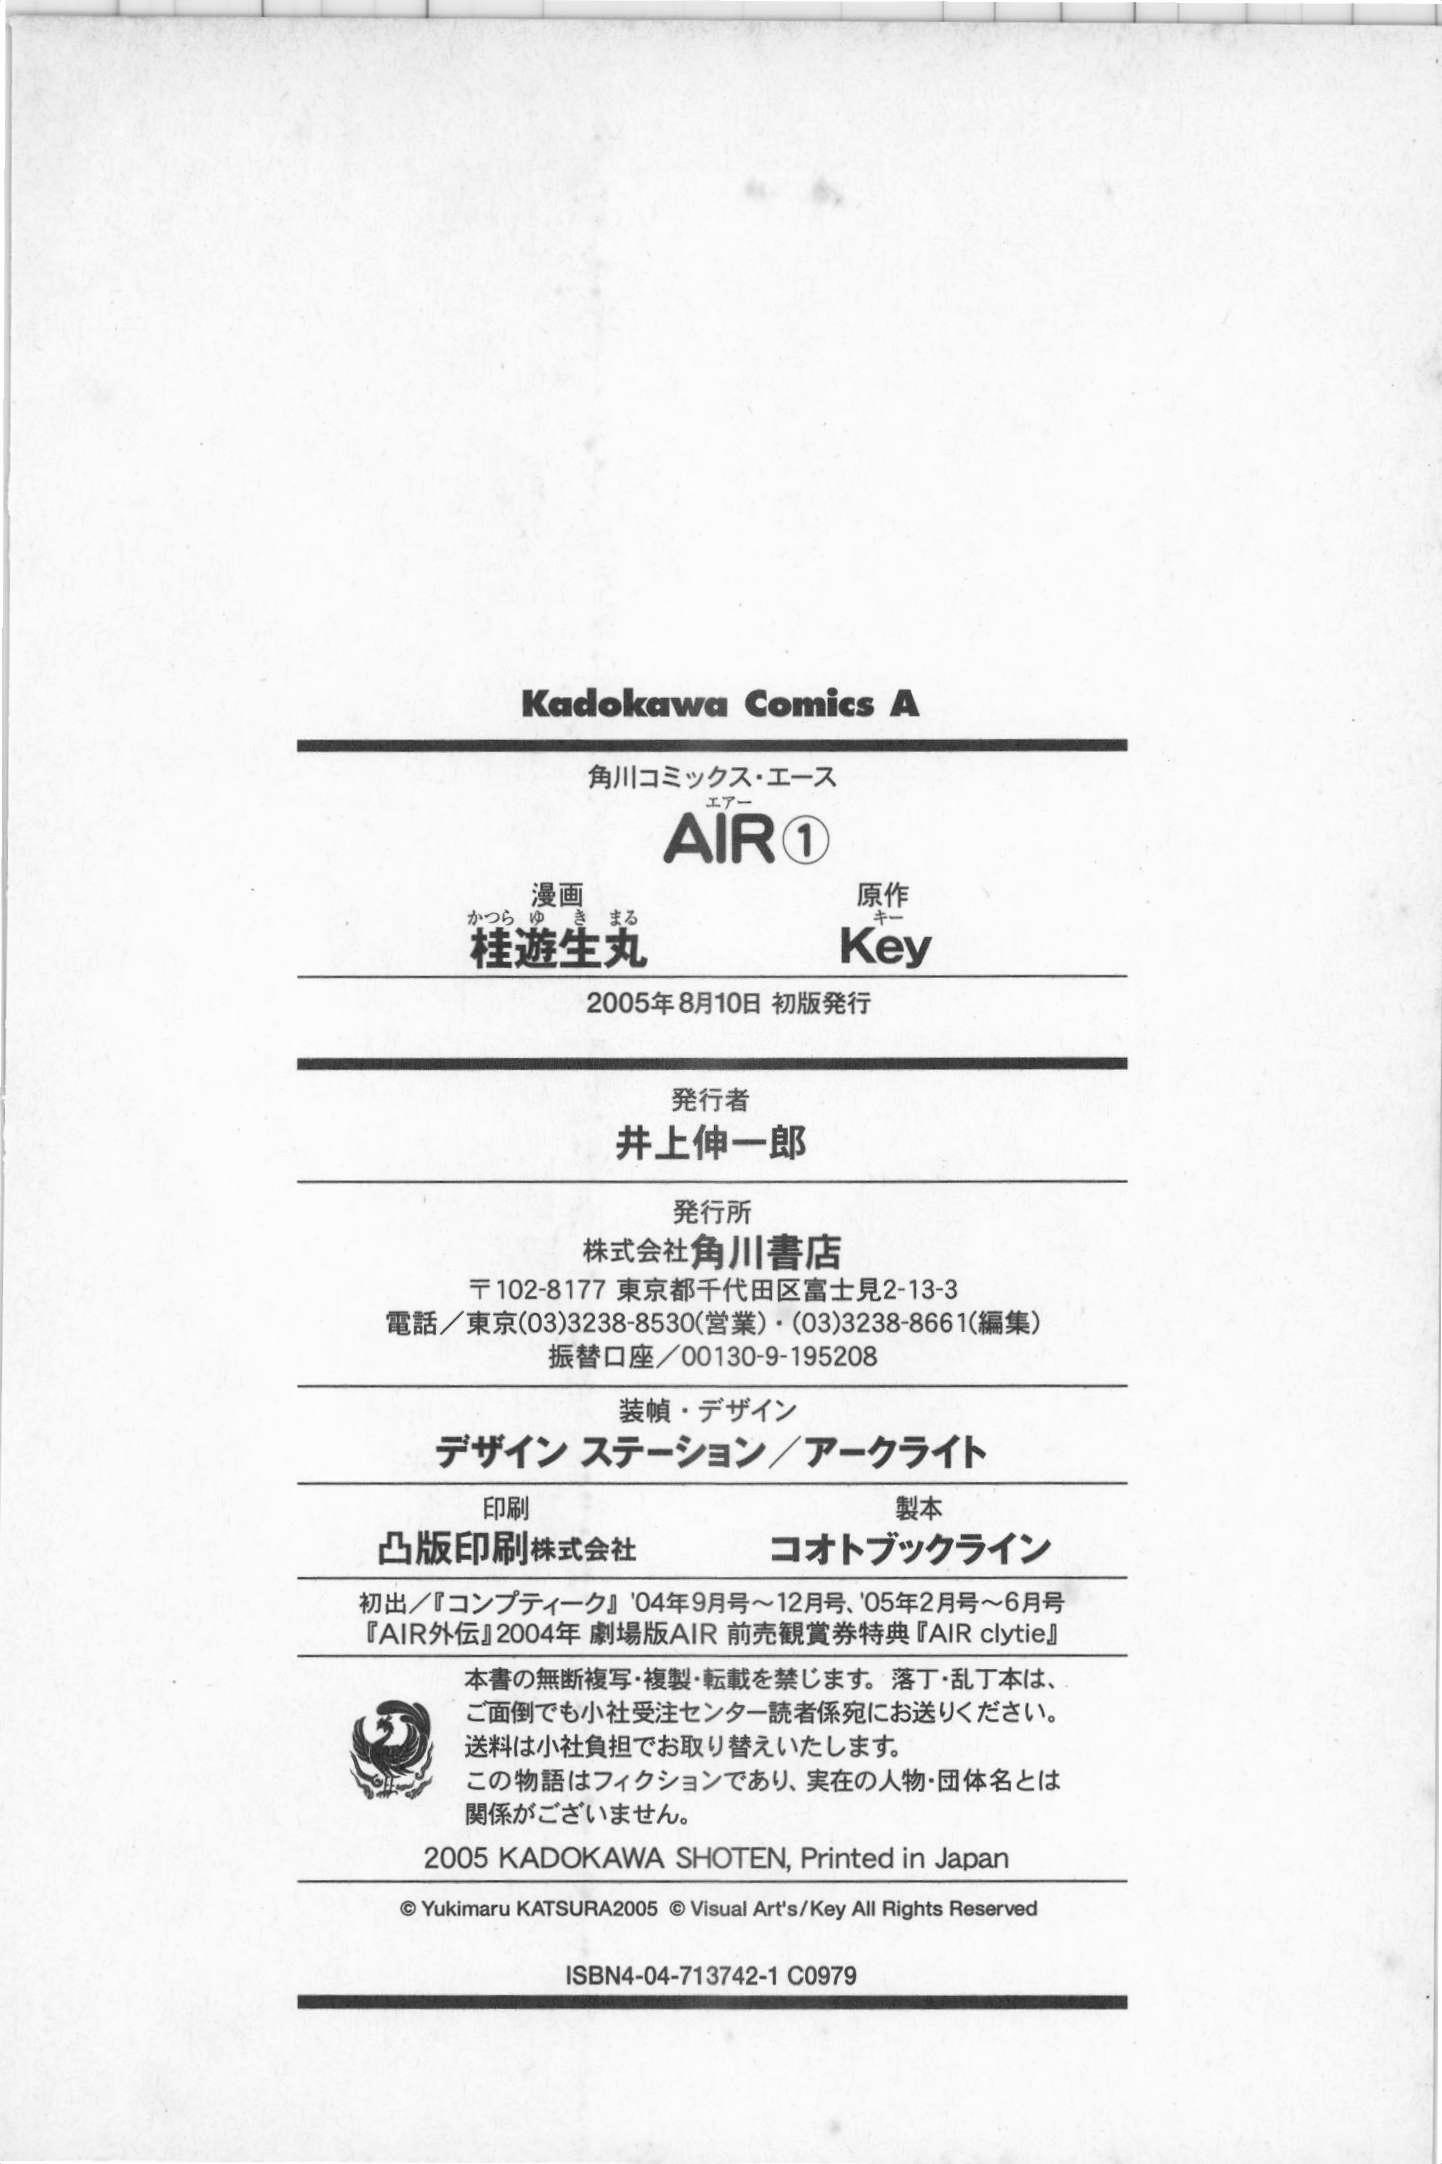 Kadokawa Comics A
角川コミックス・エース
エアー
AIR①
漫画 原作
かつら ゆ き まる キー
桂遊生丸 Key
2005年8月10日 初版発行
発行者
井上伸一郎
発行所
株式会社角川書店
〒102-8177 東京都千代田区富士見2-13-3
電話／東京(03)3238-8530(営業)・(03)3238-8661(編集)
振替口座／00130-9-195208
装幀・デザイン
デザイン ステーション／アークライト
印刷 製本
凸版印刷株式会社 コオトブックライン
初出／『コンプティーク』 '04年9月号～12月号、'05年2月号～6月号
『AIR外伝』2004年 劇場版AIR 前売観賞券特典『AIR clytie』
本書の無断複写・複製・転載を禁じます。落丁・乱丁本は、
ご面倒でも小社受注センター読者係宛にお送りください。
送料は小社負担でお取り替えいたします。
この物語はフィクションであり、実在の人物・団体名とは
関係がございません。
2005 KADOKAWA SHOTEN, Printed in Japan
© Yukimaru KATSURA2005 © Visual Art's/Key All Rights Reserved
ISBN4-04-713742-1 C0979